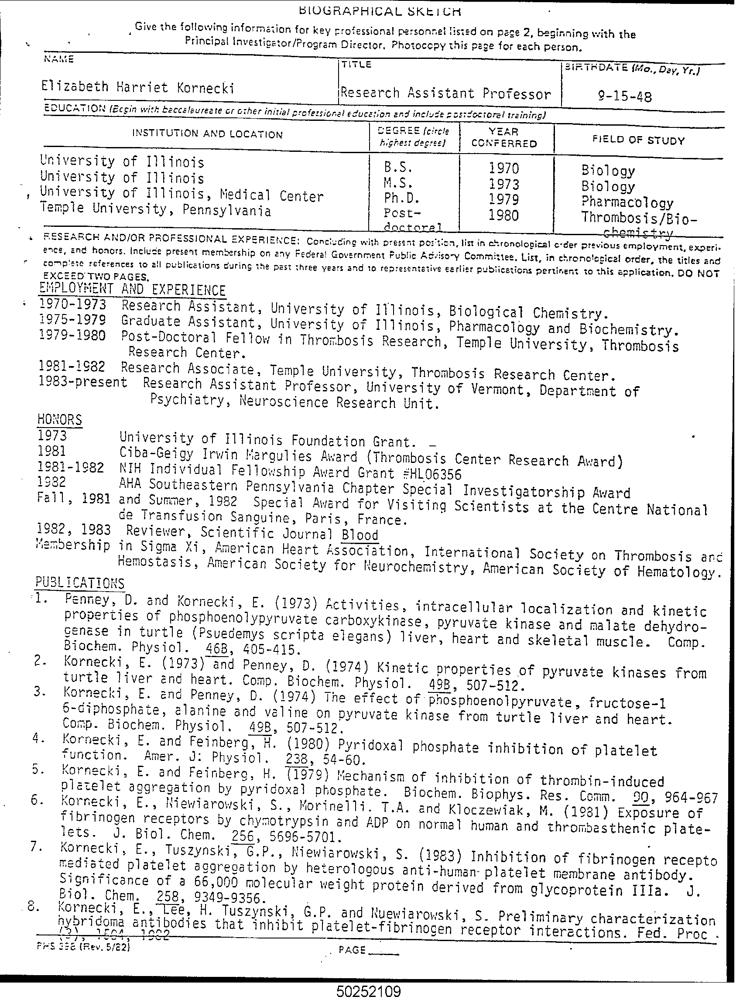 BIOGRAPHICAL SKETCH
Give the following information for key professional personnel listed on page 2, beginning with the
Principal Investigator/Program Director. Photocopy this page for each person.
NAME TITLE BIRTHDATE (Mo., Day, Yr.)
Elizabeth Harriet Kornecki Research Assistant Professor 9-15-48
EDUCATION (Begin with baccalaureate or other initial professional education and include postdoctoral training)
INSTITUTION AND LOCATION DEGREE (circle highest degree) YEAR CONFERRED FIELD OF STUDY
University of Illinois B.S. 1970 Biology
University of Illinois M.S. 1973 Biology
University of Illinois, Medical Center Ph.D. 1979 Pharmacology
Temple University, Pennsylvania Post-doctoral 1980 Thrombosis/Bio-chemistry
RESEARCH AND/OR PROFESSIONAL EXPERIENCE: Concluding with present position, list in chronological order previous employment, experi-
ence, and honors. Include present membership on any Federal Government Public Advisory Committee. List, in chronological order, the titles and
complete references to all publications during the past three years and to representative earlier publications pertinent to this application. DO NOT
EXCEED TWO PAGES.
EMPLOYMENT AND EXPERIENCE
1970-1973 Research Assistant, University of Illinois, Biological Chemistry.
1975-1979 Graduate Assistant, University of Illinois, Pharmacology and Biochemistry.
1979-1980 Post-Doctoral Fellow in Thrombosis Research, Temple University, Thrombosis
Research Center.
1981-1982 Research Associate, Temple University, Thrombosis Research Center.
1983-present Research Assistant Professor, University of Vermont, Department of
Psychiatry, Neuroscience Research Unit.
HONORS
1973 University of Illinois Foundation Grant.
1981 Ciba-Geigy Irwin Margulies Award (Thrombosis Center Research Award)
1981-1982 NIH Individual Fellowship Award Grant #HL06356
1982 AHA Southeastern Pennsylvania Chapter Special Investigatorship Award
Fall, 1981 and Summer, 1982 Special Award for Visiting Scientists at the Centre National
de Transfusion Sanguine, Paris, France.
1982, 1983 Reviewer, Scientific Journal Blood
Membership in Sigma Xi, American Heart Association, International Society on Thrombosis and
Hemostasis, American Society for Neurochemistry, American Society of Hematology.
PUBLICATIONS
1. Penney, D. and Kornecki, E. (1973) Activities, intracellular localization and kinetic
properties of phosphoenolypyruvate carboxykinase, pyruvate kinase and malate dehydro-
genase in turtle (Psuedemys scripta elegans) liver, heart and skeletal muscle. Comp.
Biochem. Physiol. 46B, 405-415.
2. Kornecki, E. (1973) and Penney, D. (1974) Kinetic properties of pyruvate kinases from
turtle liver and heart. Comp. Biochem. Physiol. 49B, 507-512.
3. Kornecki, E. and Penney, D. (1974) The effect of phosphoenolpyruvate, fructose-1
6-diphosphate, alanine and valine on pyruvate kinase from turtle liver and heart.
Comp. Biochem. Physiol. 49B, 507-512.
4. Kornecki, E. and Feinberg, H. (1980) Pyridoxal phosphate inhibition of platelet
function. Amer. J: Physiol. 238, 54-60.
5. Kornecki, E. and Feinberg, H. (1979) Mechanism of inhibition of thrombin-induced
platelet aggregation by pyridoxal phosphate. Biochem. Biophys. Res. Comm. 90, 964-967
6. Kornecki, E., Niewiarowski, S., Morinelli. T.A. and Kloczewiak, M. (1981) Exposure of
fibrinogen receptors by chymotrypsin and ADP on normal human and thrombasthenic plate-
lets. J. Biol. Chem. 256, 5696-5701.
7. Kornecki, E., Tuszynski, G.P., Niewiarowski, S. (1983) Inhibition of fibrinogen recepto
mediated platelet aggregation by heterologous anti-human platelet membrane antibody.
Significance of a 66,000 molecular weight protein derived from glycoprotein IIIa. J.
Biol. Chem. 258, 9349-9356.
8. Kornecki, E., Lee, H. Tuszynski, G.P. and Nuewiarowski, S. Preliminary characterization
hybridoma antibodies that inhibit platelet-fibrinogen receptor interactions. Fed. Proc.
PHS 398 (Rev. 5/82) PAGE
50252109